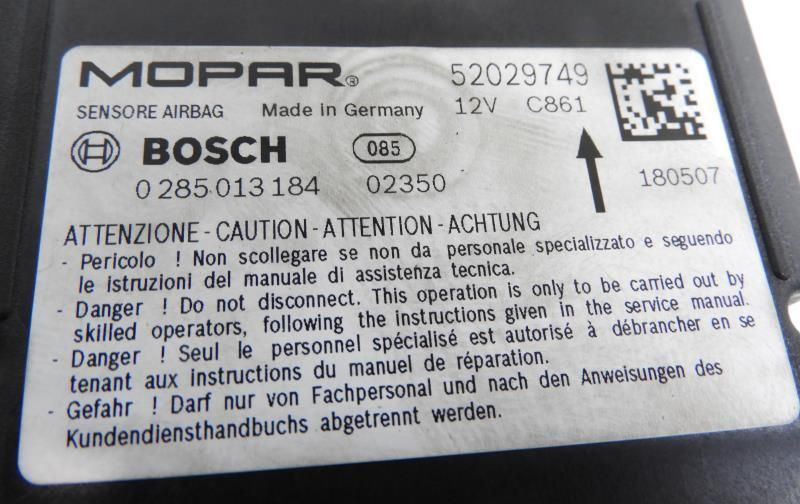 MOPAR® 52029749
SENSORE AIRBAG Made in Germany 12V C861
BOSCH 085
0 285 013 184 02350 180507
ATTENZIONE - CAUTION - ATTENTION - ACHTUNG
- Pericolo ! Non scollegare se non da personale specializzato e seguendo
le istruzioni del manuale di assistenza tecnica.
- Danger ! Do not disconnect. This operation is only to be carried out by
skilled operators, following the instructions given in the service manual.
- Danger ! Seul le personnel spécialisé est autorisé à débrancher en se
tenant aux instructions du manuel de réparation.
- Gefahr ! Darf nur von Fachpersonal und nach den Anweisungen des
Kundendiensthandbuchs abgetrennt werden.